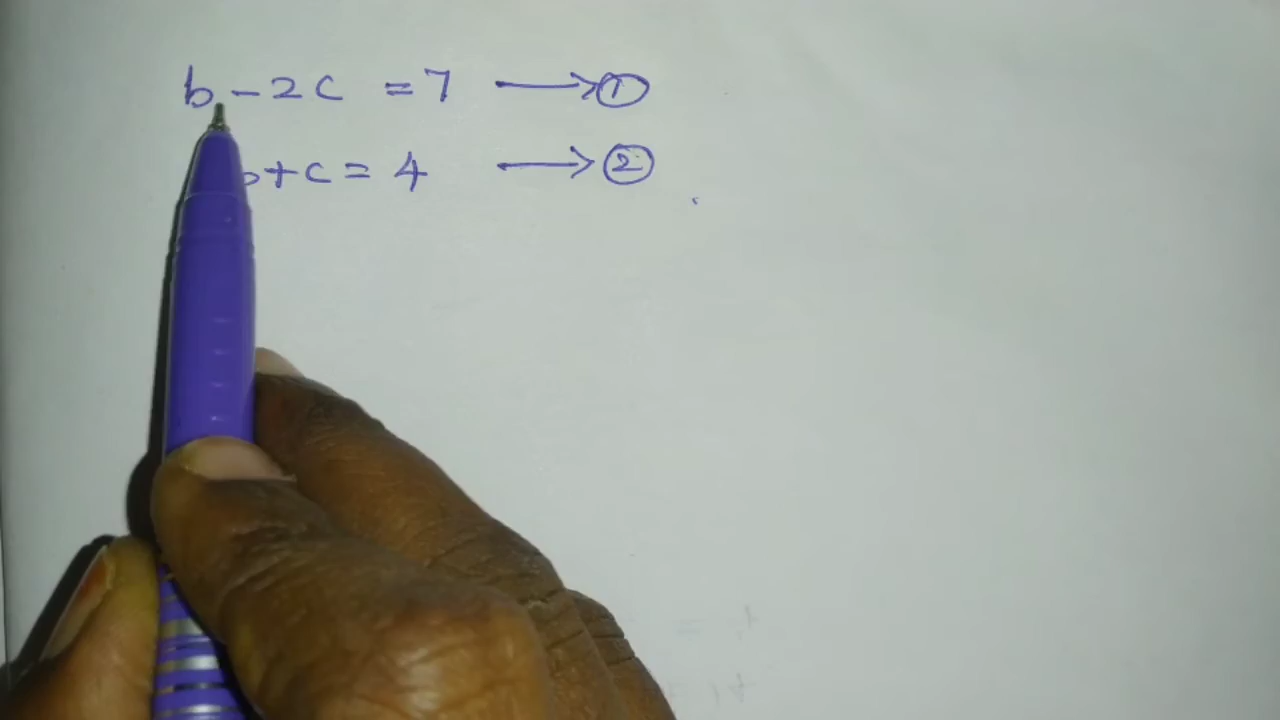 b - 2c = 7 → ①
b + c = 4 → ②